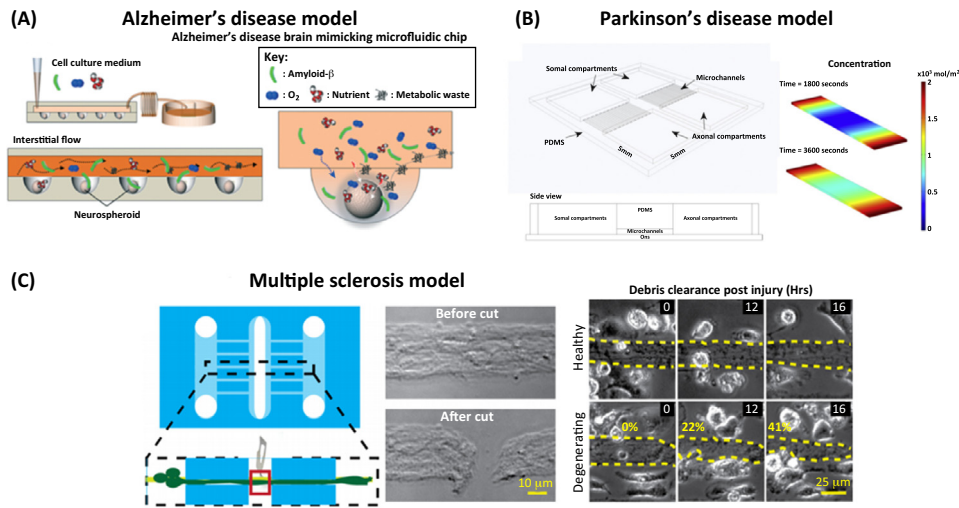 (A)
Alzheimer’s disease model
Alzheimer’s disease brain mimicking microfluidic chip
Cell culture medium
Key:
: Amyloid-β
: O2
: Nutrient
: Metabolic waste
Interstitial flow
Neurospheroid
(B)
Parkinson’s disease model
Somal compartments
Microchannels
PDMS
Axonal compartments
5mm
5mm
Side view
Somal compartments
PDMS
Axonal compartments
Microchannels
Ons
Concentration
x10³ mol/m³
Time = 1800 seconds
Time = 3600 seconds
2
1.5
1
0.5
0
(C)
Multiple sclerosis model
Before cut
After cut
10 μm
Debris clearance post injury (Hrs)
Healthy
0
12
16
Degenerating
0
12
16
0%
22%
41%
25 μm